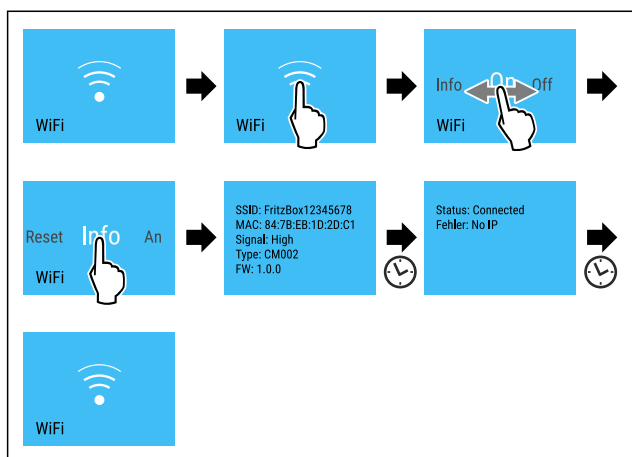 WiFi
WiFi
Info On Off
WiFi
Reset Info An
WiFi
SSID: FritzBox12345678
MAC: 84:7B:EB:1D:2D:C1
Signal: High
Type: CM002
FW: 1.0.0
Status: Connected
Fehler: No IP
WiFi